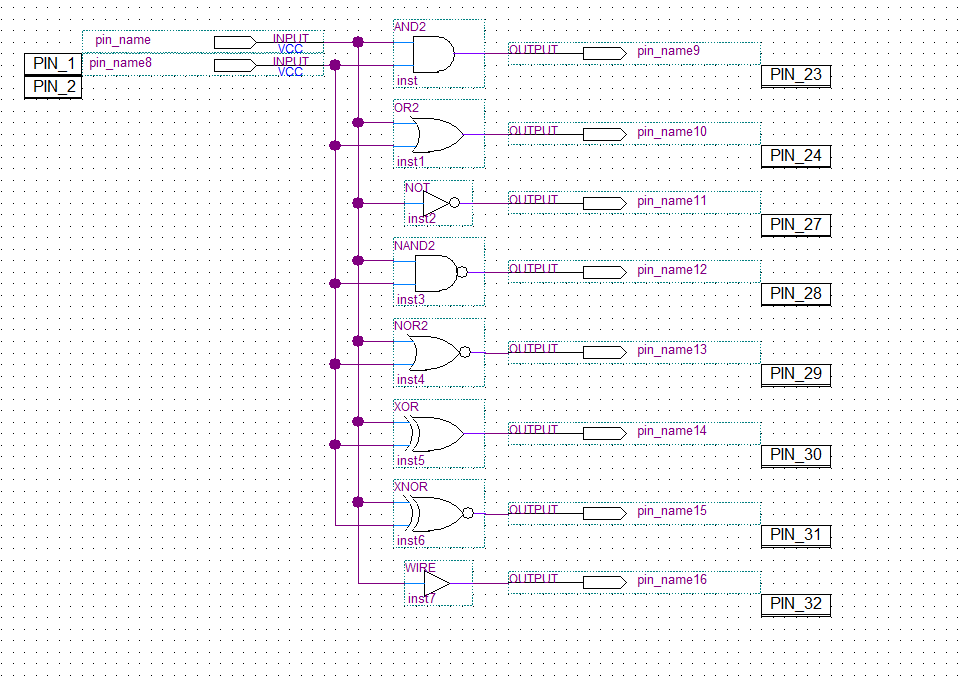 AND2
pin_name INPUT
VCC
OUTPUT pin_name9
PIN_1 pin_name8 INPUT
VCC
PIN_23
inst
PIN_2
OR2
OUTPUT pin_name10
PIN_24
inst1
NOT
OUTPUT pin_name11
inst2
PIN_27
NAND2
OUTPUT pin_name12
PIN_28
inst3
NOR2
OUTPUT pin_name13
PIN_29
inst4
XOR
OUTPUT pin_name14
PIN_30
inst5
XNOR
OUTPUT pin_name15
PIN_31
inst6
WIRE
OUTPUT pin_name16
inst7
PIN_32